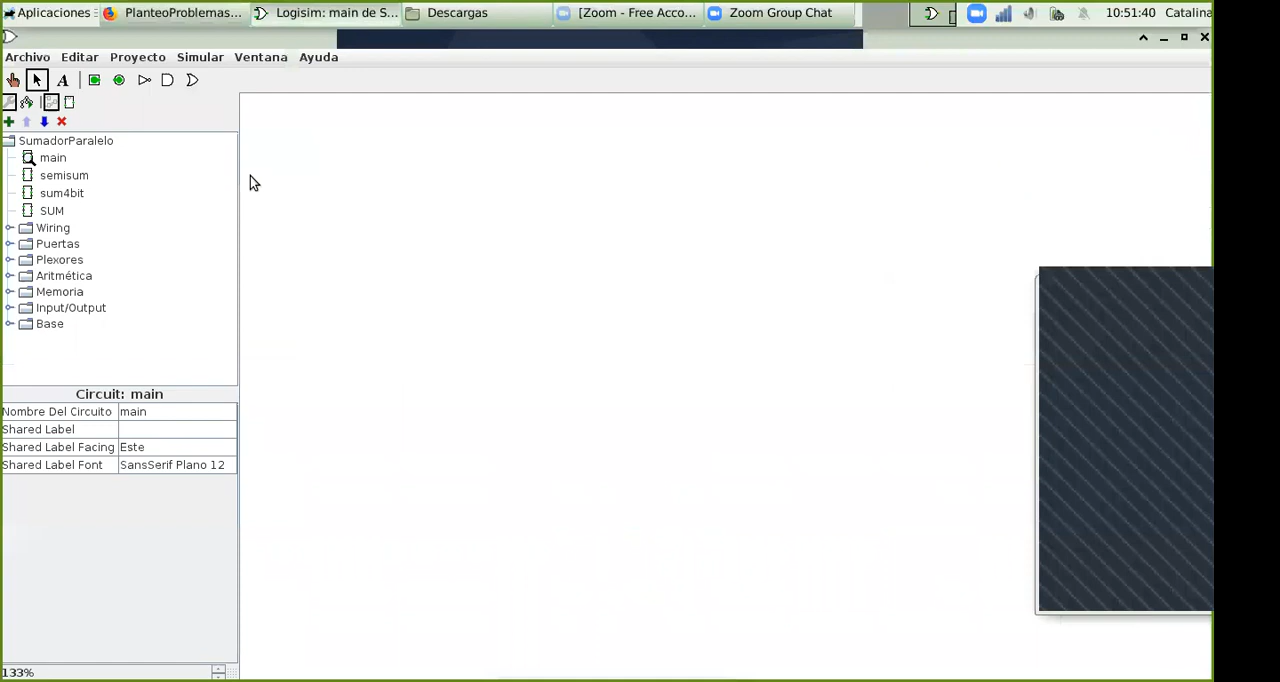 Aplicaciones PlanteoProblemas... Logisim: main de S... Descargas [Zoom - Free Acco... Zoom Group Chat 10:51:40 Catalina
Archivo Editar Proyecto Simular Ventana Ayuda
A
SumadorParalelo
main
semisum
sum4bit
SUM
Wiring
Puertas
Plexores
Aritmética
Memoria
Input/Output
Base
Circuit: main
Nombre Del Circuito main
Shared Label
Shared Label Facing Este
Shared Label Font SansSerif Plano 12
133%